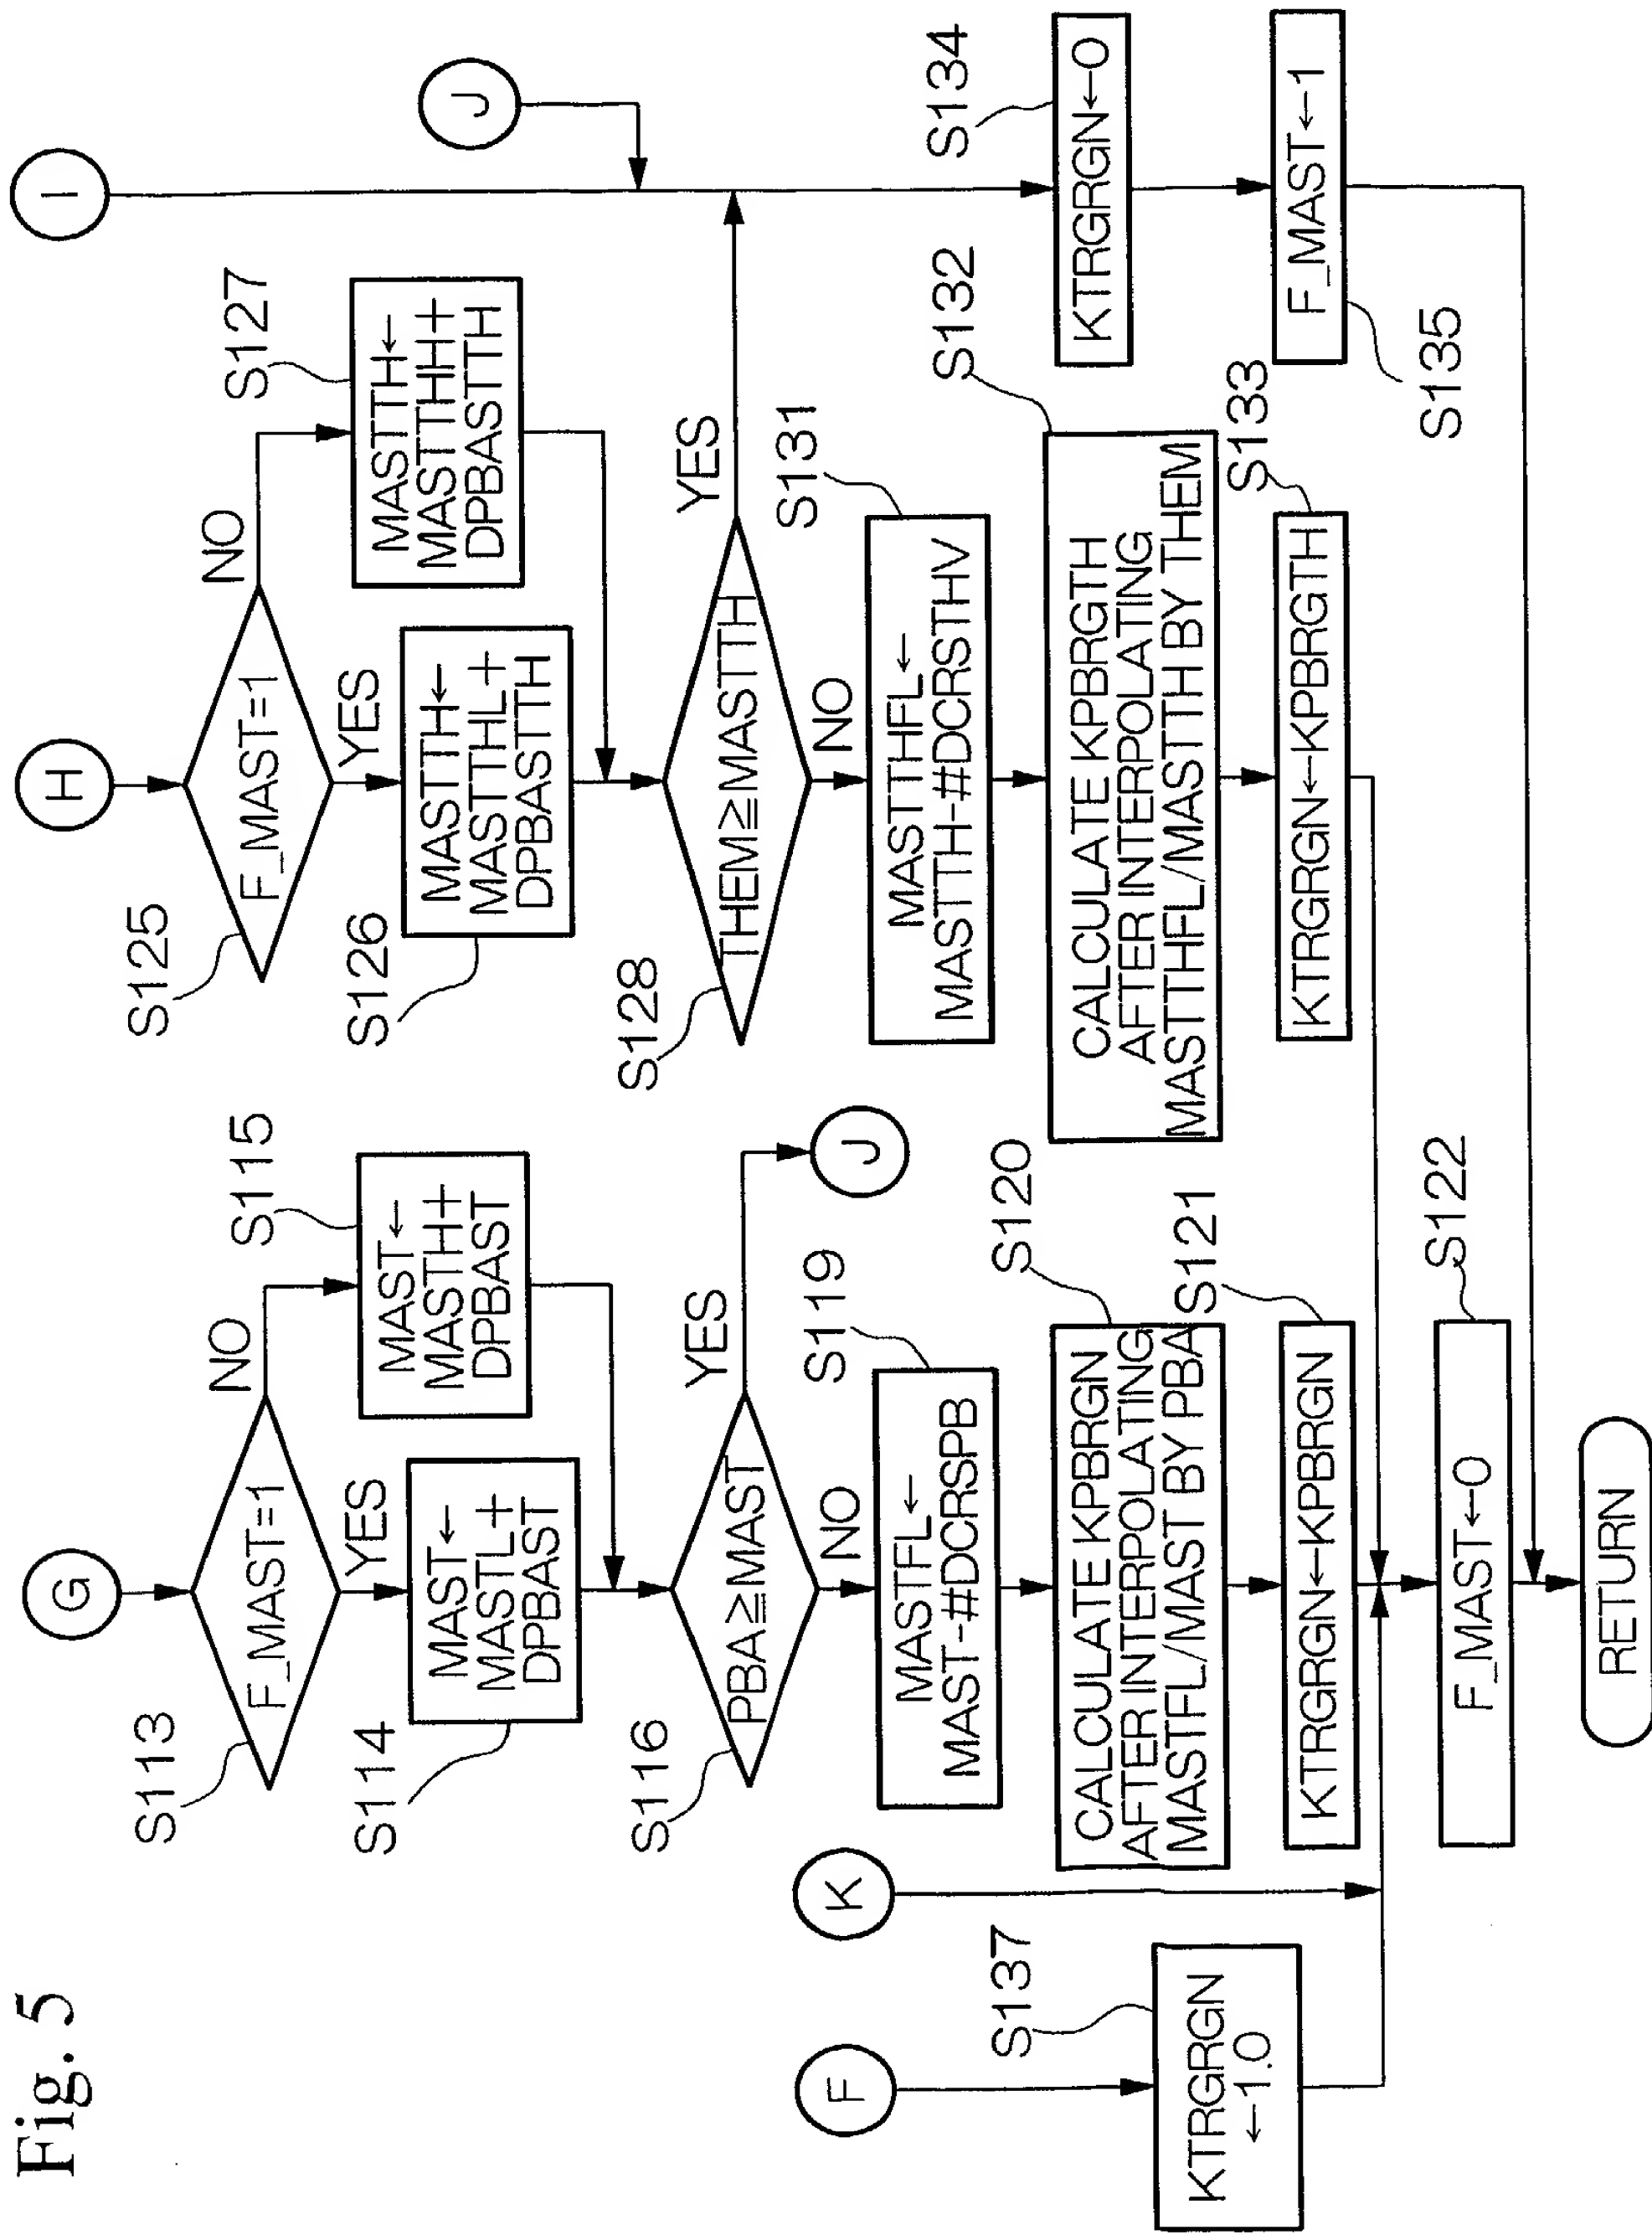 Fig. 5
F
S137
KTRGRGN
←1.0
K
G
S113
F_MAST=1
NO
YES
S114
MAST←
MASTL+
DPBAST
S115
MAST←
MASTH+
DPBAST
S116
PBA≧MAST
YES
J
NO
S119
MASTFL←
MAST-#DCRSPB
S120
CALCULATE KPBRGN
AFTER INTERPOLATING
MASTFL/MAST BY PBA
S121
KTRGRGN←KPBRGN
S122
F_MAST←0
RETURN
H
S125
F_MAST=1
NO
YES
S126
MASTTH←
MASTTHL+
DPBASTTH
S127
MASTTH←
MASTTHH+
DPBASTTH
S128
THEM≧MASTTH
YES
NO
S131
MASTTHFL←
MASTTH-#DCRSTHV
S132
CALCULATE KPBRGTH
AFTER INTERPOLATING
MASTTHFL/MASTTH BY THEM
S133
KTRGRGN←KPBRGTH
I
J
S134
KTRGRGN←0
S135
F_MAST←1